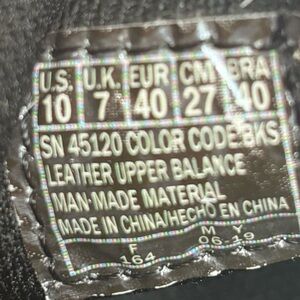 U.S. U.K. EUR CM BRA
10 7 40 27 40
SN 45120 COLOR CODE:BKS
LEATHER UPPER BALANCE
MAN-MADE MATERIAL
MADE IN CHINA/HECHO EN CHINA
F M Y
164 06-19